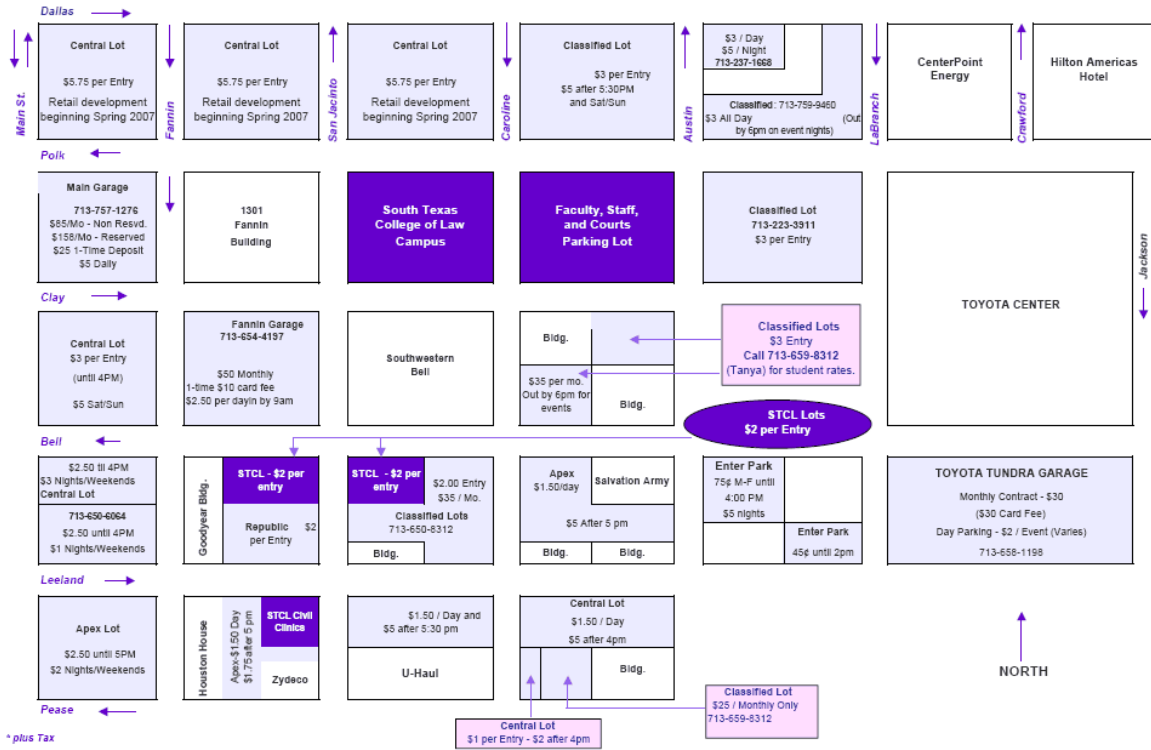 Dallas
Main St.
Central Lot
$5.75 per Entry
Retail development
beginning Spring 2007
Fannin
Central Lot
$5.75 per Entry
Retail development
beginning Spring 2007
San Jacinto
Central Lot
$5.75 per Entry
Retail development
beginning Spring 2007
Caroline
Classified Lot
$3 per Entry
$5 after 5:30PM
and Sat/Sun
Austin
$3 / Day
$5 / Night
713-237-1668
Classified: 713-759-9460
$3 All Day (Out
by 6pm on event nights)
LaBranch
CenterPoint
Energy
Crawford
Hilton Americas
Hotel
Polk
Main Garage
713-757-1276
$85/Mo - Non Resvd.
$158/Mo - Reserved
$25 1-Time Deposit
$5 Daily
1301
Fannin
Building
South Texas
College of Law
Campus
Faculty, Staff,
and Courts
Parking Lot
Classified Lot
713-223-3911
$3 per Entry
TOYOTA CENTER
Jackson
Clay
Central Lot
$3 per Entry
(until 4PM)
$5 Sat/Sun
Fannin Garage
713-654-4197
$50 Monthly
1-time $10 card fee
$2.50 per dayIn by 9am
Southwestern
Bell
Bldg.
$35 per mo.
Out by 6pm for
events
Bldg.
Classified Lots
$3 Entry
Call 713-659-8312
(Tanya) for student rates.
STCL Lots
$2 per Entry
Bell
$2.50 til 4PM
$3 Nights/Weekends
Central Lot
713-650-6064
$2.50 until 4PM
$1 Nights/Weekends
Goodyear Bldg.
STCL - $2 per
entry
Republic $2
per Entry
STCL - $2 per
entry
$2.00 Entry
$35 / Mo.
Classified Lots
713-650-8312
Bldg.
Apex
$1.50/day
Salvation Army
$5 After 5 pm
Bldg.
Bldg.
Enter Park
75¢ M-F until
4:00 PM
$5 nights
Enter Park
45¢ until 2pm
TOYOTA TUNDRA GARAGE
Monthly Contract - $30
($30 Card Fee)
Day Parking - $2 / Event (Varies)
713-658-1198
Leeland
Apex Lot
$2.50 until 5PM
$2 Nights/Weekends
Houston House
Apex-$1.50 Day
$1.75 after 5 pm
STCL Civil
Clinics
Zydeco
$1.50 / Day and
$5 after 5:30 pm
U-Haul
Central Lot
$1.50 / Day
$5 after 4pm
Bldg.
NORTH
Pease
Classified Lot
$25 / Monthly Only
713-659-8312
Central Lot
$1 per Entry - $2 after 4pm
* plus Tax